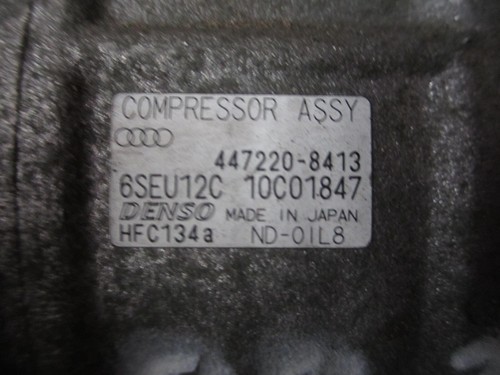 COMPRESSOR ASSY
447220-8413
6SEU12C 10C01847
DENSO MADE IN JAPAN
HFC134a ND-OIL8